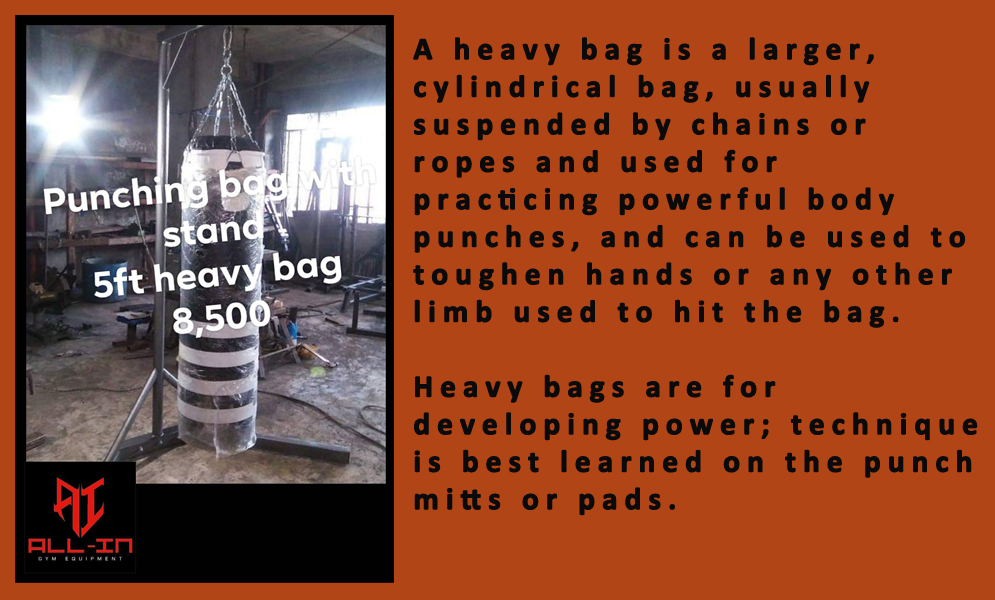 Punching bag with
stand -
5ft heavy bag
8,500
ALL-IN
GYM EQUIPMENT
A heavy bag is a larger,
cylindrical bag, usually
suspended by chains or
ropes and used for
practicing powerful body
punches, and can be used to
toughen hands or any other
limb used to hit the bag.
Heavy bags are for
developing power; technique
is best learned on the punch
mitts or pads.